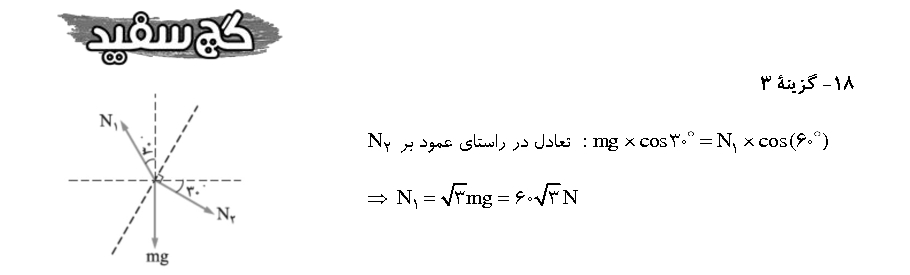 گچ سفید
۱۸- گزینهٔ ۳
تعادل در راستای عمود بر N۲ : mg × cos۳۰° = N۱ × cos(۶۰°)
⇒ N۱ = √۳mg = ۶۰√۳ N
N۱
۳۰°
۳۰°
N۲
mg